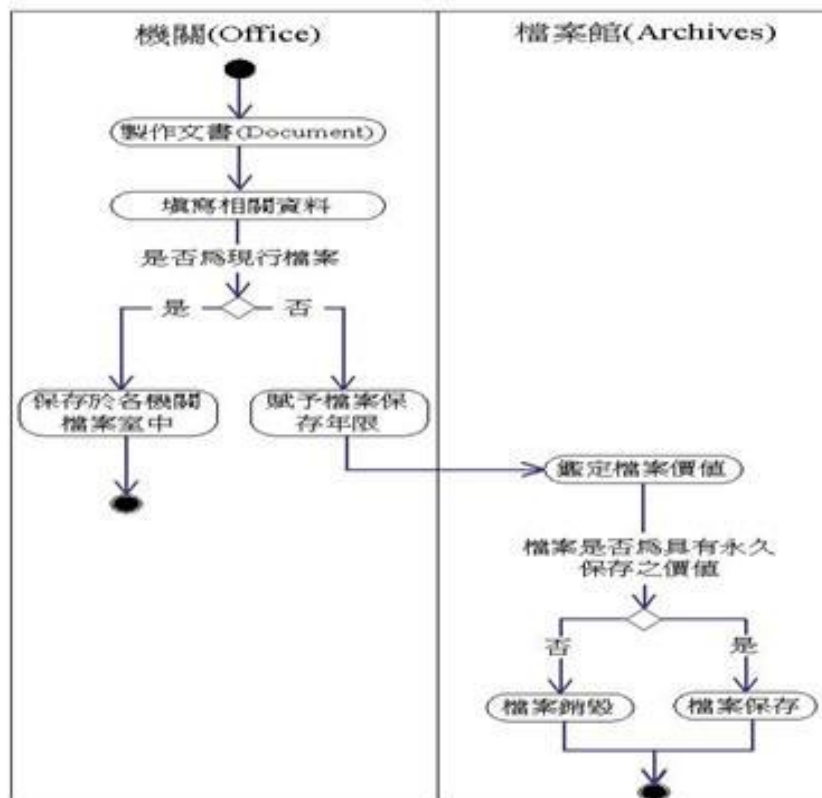 機關(Office)
檔案館(Archives)
製作文書(Document)
填寫相關資料
是否為現行檔案
是
否
保存於各機關
檔案室中
賦予檔案保
存年限
鑑定檔案價值
檔案是否為具有永久
保存之價值
否
是
檔案銷毀
檔案保存